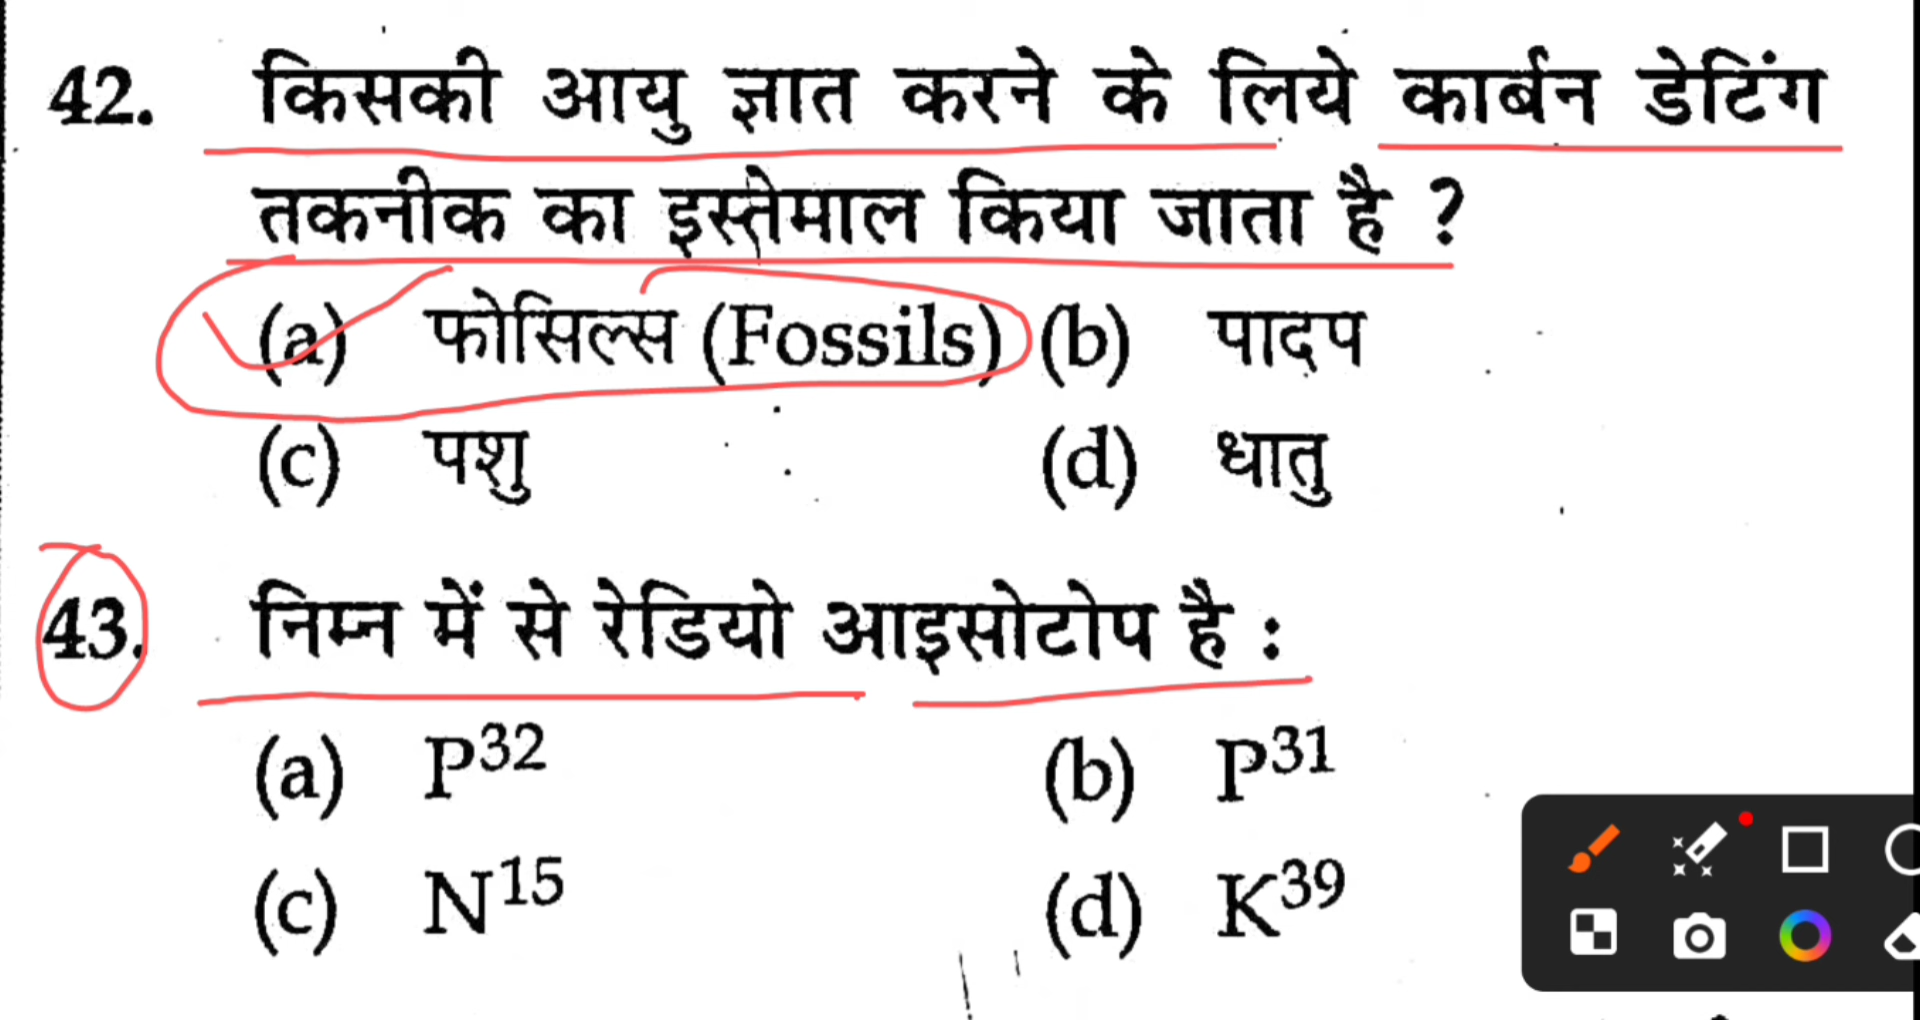 42. किसकी आयु ज्ञात करने के लिये कार्बन डेटिंग
तकनीक का इस्तेमाल किया जाता है ?
(a) फोसिल्स (Fossils) (b) पादप
(c) पशु (d) धातु
43. निम्न में से रेडियो आइसोटोप है :
(a) P³² (b) P³¹
(c) N¹⁵ (d) K³⁹